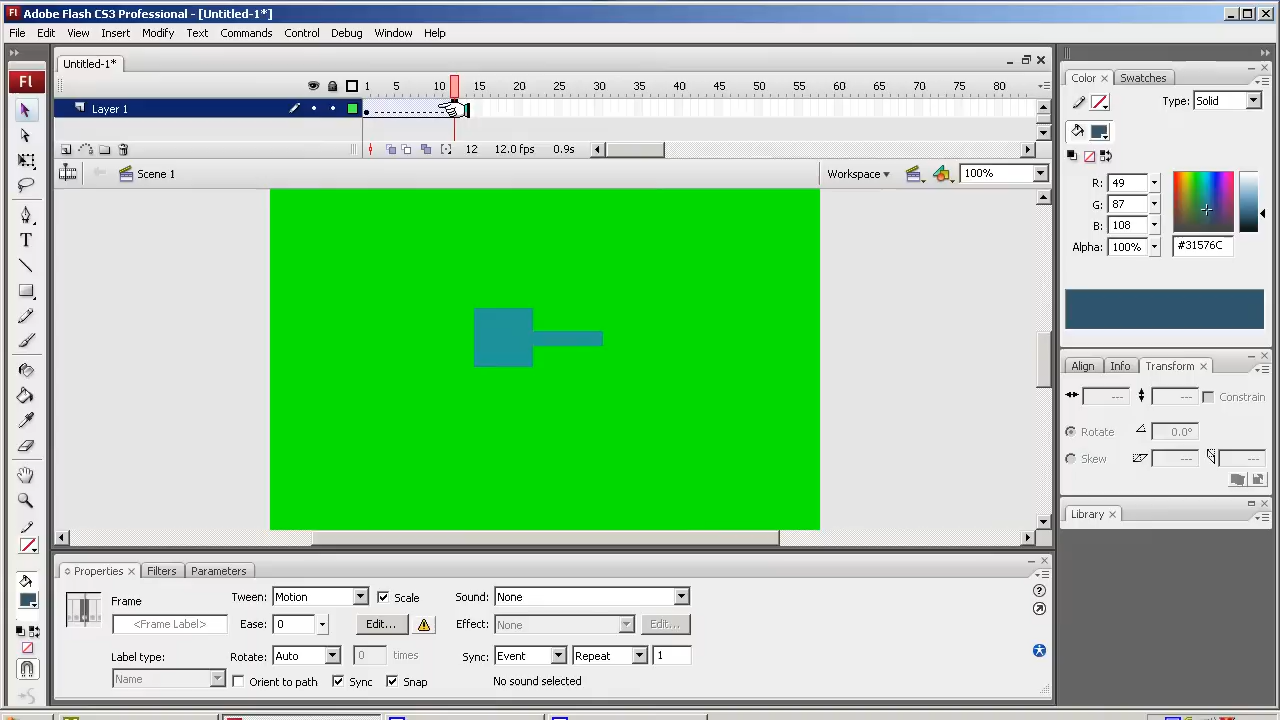 Fl Adobe Flash CS3 Professional - [Untitled-1*]
File Edit View Insert Modify Text Commands Control Debug Window Help
Fl
Untitled-1*
1 5 10 15 20 25 30 35 40 45 50 55 60 65 70 75 80
Layer 1
12 12.0 fps 0.9s
Scene 1 Workspace 100%
T
Color × Swatches
Type: Solid
R: 49
G: 87
B: 108
Alpha: 100% #31576C
Align Info Transform ×
--- --- Constrain
Rotate 0.0°
Skew --- ---
Library ×
Properties × Filters Parameters
Frame
<Frame Label>
Label type:
Name
Tween: Motion Scale
Ease: 0 Edit...
Rotate: Auto 0 times
Orient to path Sync Snap
Sound: None
Effect: None Edit...
Sync: Event Repeat 1
No sound selected